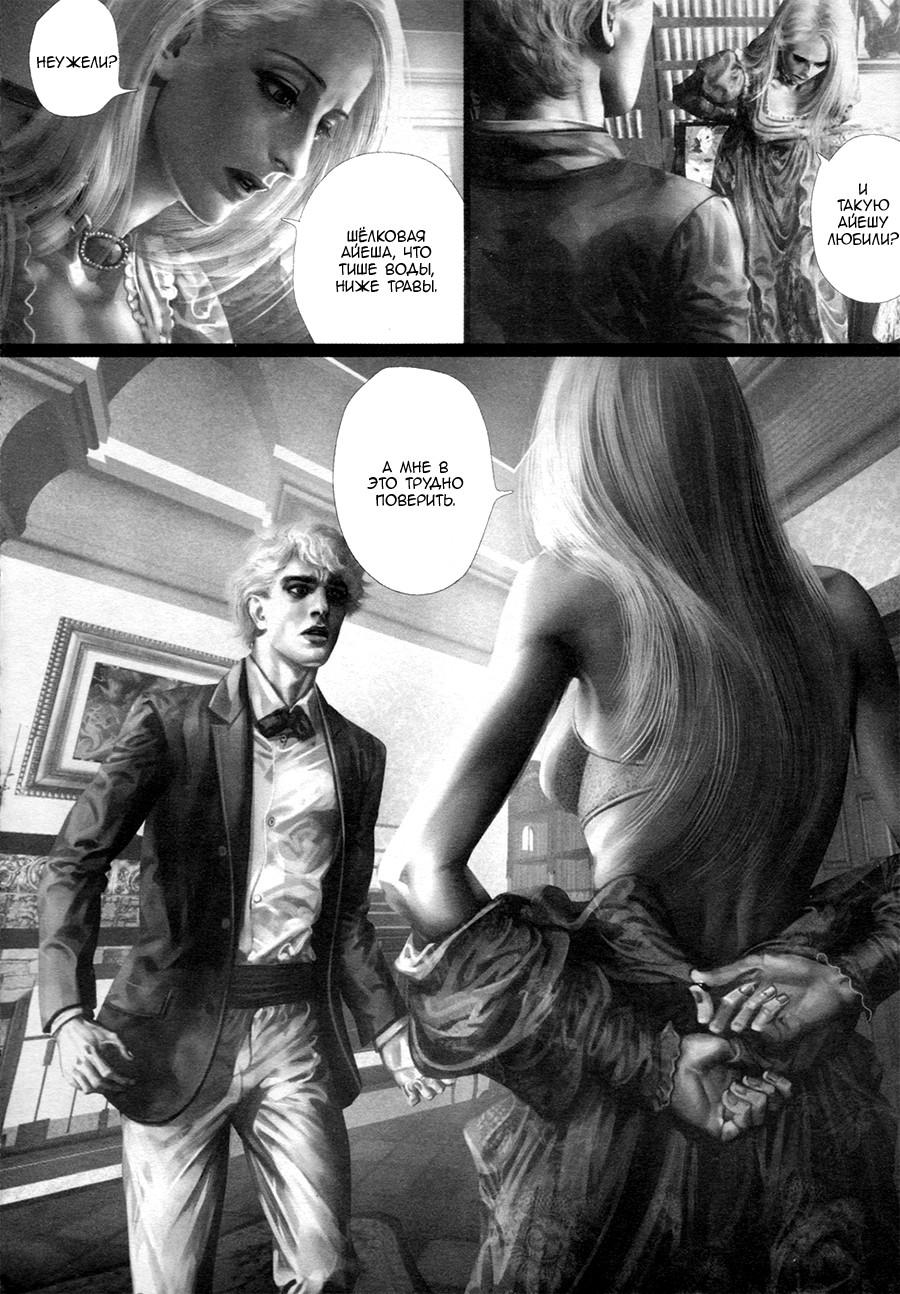 НЕУЖЕЛИ?
ШЁЛКОВАЯ
АЙЕША, ЧТО
ТИШЕ ВОДЫ,
НИЖЕ ТРАВЫ.
И
ТАКУЮ
АЙЕШУ
ЛЮБИЛИ?
А МНЕ В
ЭТО ТРУДНО
ПОВЕРИТЬ.